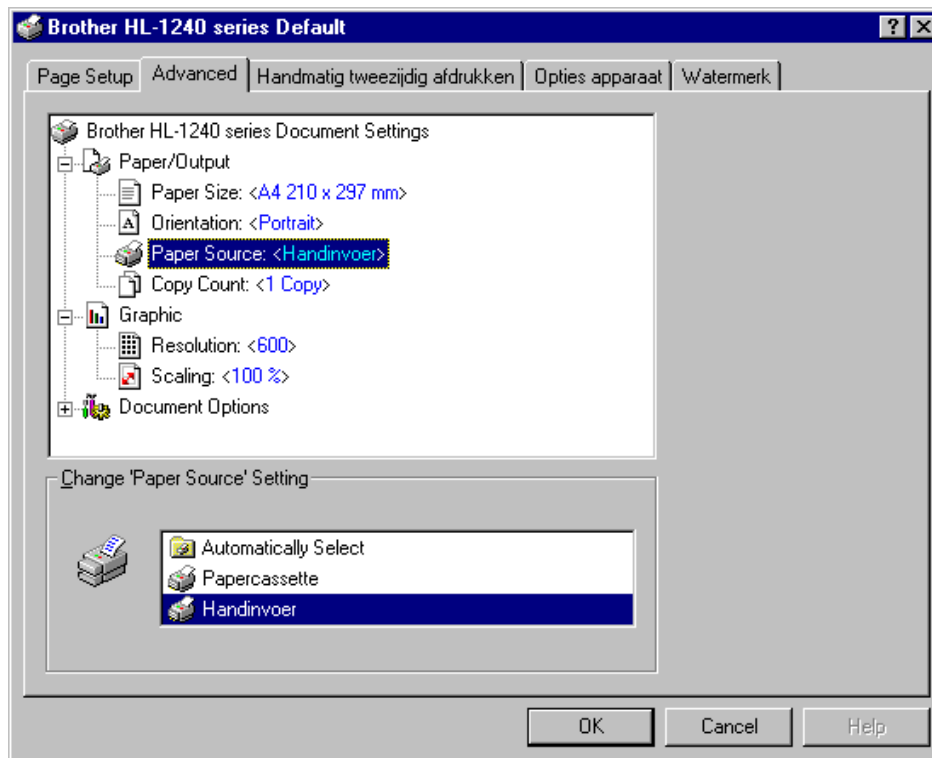 Brother HL-1240 series Default
Page Setup Advanced Handmatig tweezijdig afdrukken Opties apparaat Watermerk
Brother HL-1240 series Document Settings
Paper/Output
Paper Size: <A4 210 x 297 mm>
Orientation: <Portrait>
Paper Source: <Handinvoer>
Copy Count: <1 Copy>
Graphic
Resolution: <600>
Scaling: <100 %>
Document Options
Change 'Paper Source' Setting
Automatically Select
Papercassette
Handinvoer
OK Cancel Help